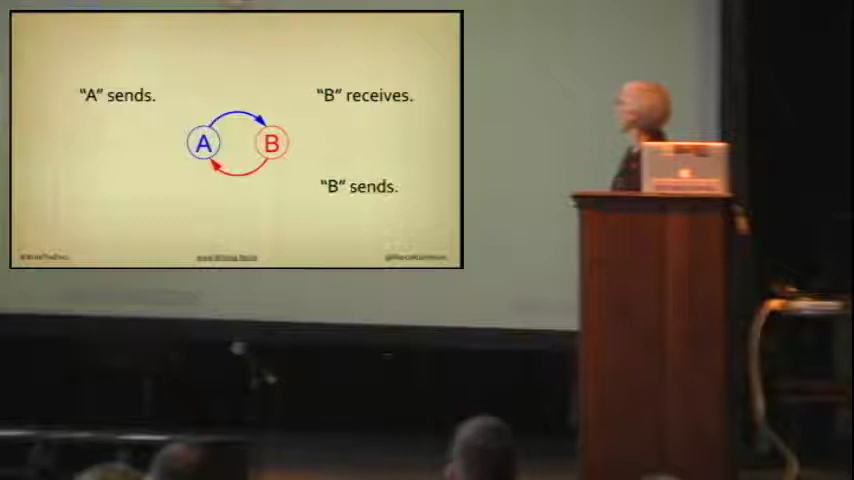 "A" sends.
"B" receives.
A
B
"B" sends.